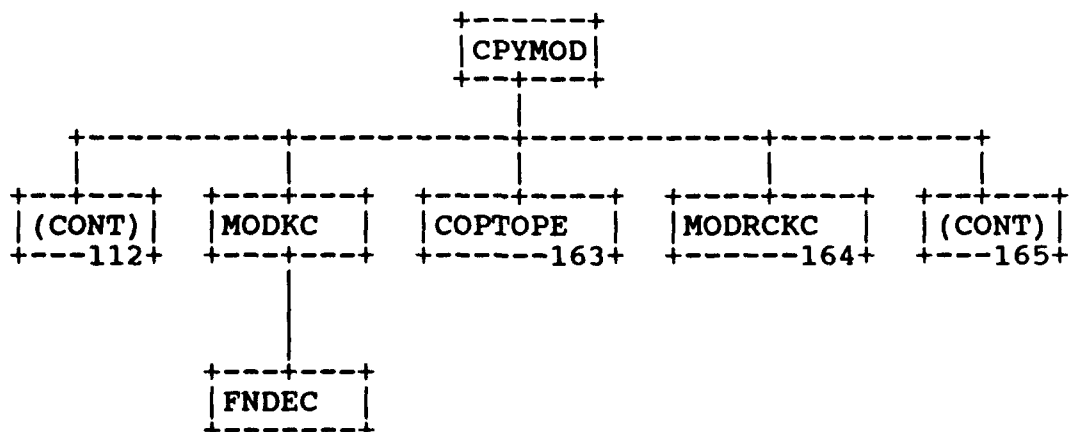 CPYMOD
(CONT) MODKC COPTOPE MODRCKC (CONT)
112 163 164 165
FNDEC